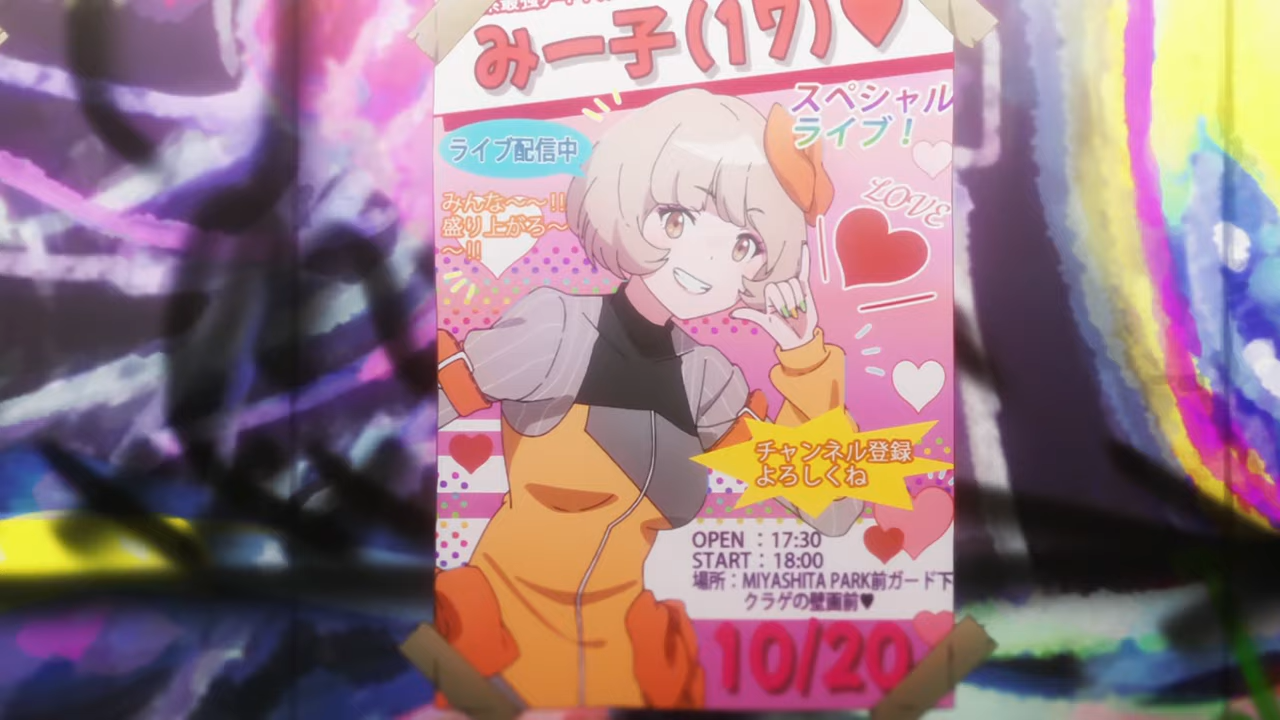 みー子(17)♥
スペシャル
ライブ！
ライブ配信中
みんな〜〜!!
盛り上がろ〜
〜!!
LOVE
チャンネル登録
よろしくね
OPEN ：17:30
START：18:00
場所：MIYASHITA PARK前ガード下
クラゲの壁画前♥
10/20